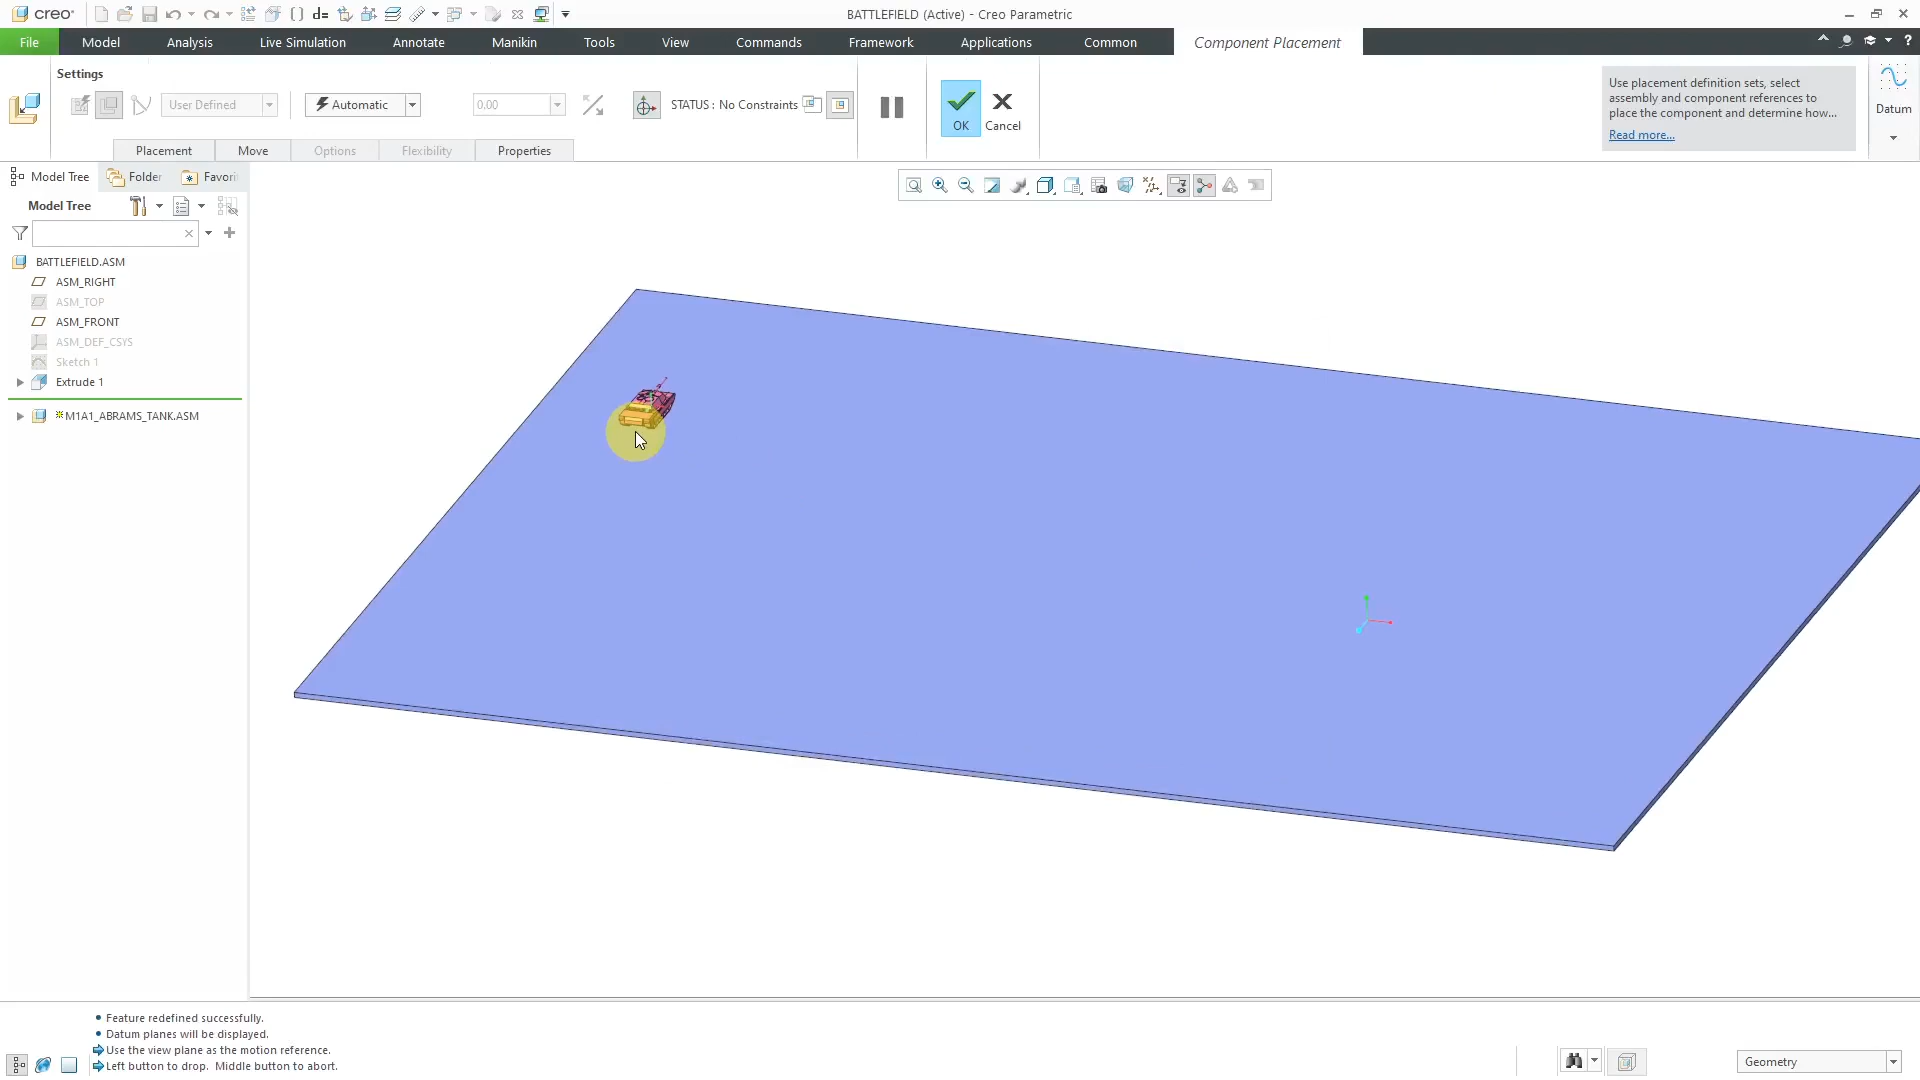 creo
BATTLEFIELD (Active) - Creo Parametric
File
Model
Analysis
Live Simulation
Annotate
Manikin
Tools
View
Commands
Framework
Applications
Common
Component Placement
Settings
User Defined
Automatic
0.00
STATUS : No Constraints
OK
Cancel
Use placement definition sets, select
assembly and component references to
place the component and determine how...
Read more...
Datum
Placement
Move
Options
Flexibility
Properties
Model Tree
Folder
Favori
Model Tree
BATTLEFIELD.ASM
ASM_RIGHT
ASM_TOP
ASM_FRONT
ASM_DEF_CSYS
Sketch 1
Extrude 1
M1A1_ABRAMS_TANK.ASM
Feature redefined successfully.
Datum planes will be displayed.
Use the view plane as the motion reference.
Left button to drop. Middle button to abort.
Geometry